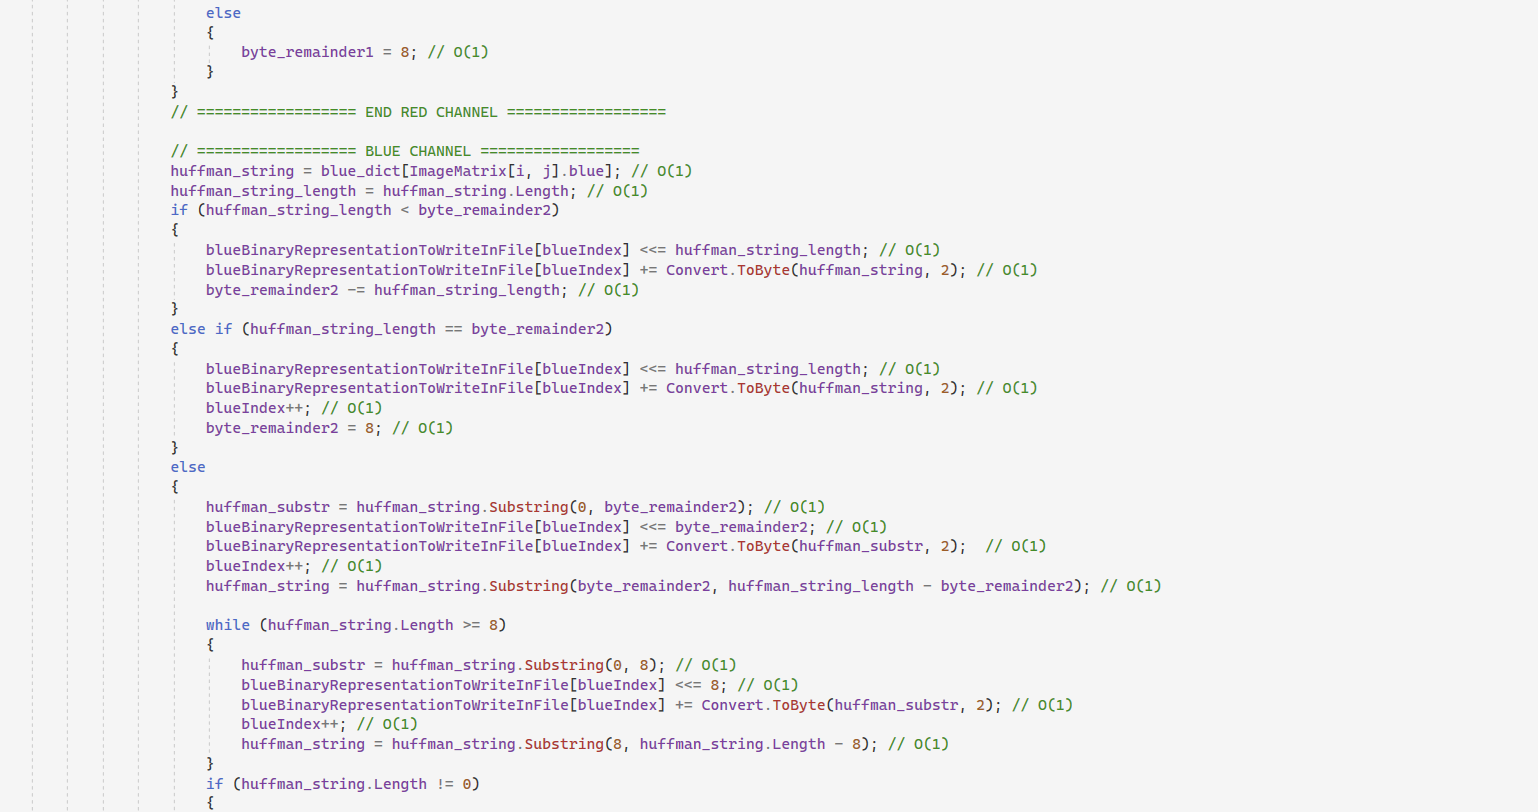 else
{
byte_remainder1 = 8; // O(1)
}
}
// ================== END RED CHANNEL ==================
// ================== BLUE CHANNEL ==================
huffman_string = blue_dict[ImageMatrix[i, j].blue]; // O(1)
huffman_string_length = huffman_string.Length; // O(1)
if (huffman_string_length < byte_remainder2)
{
blueBinaryRepresentationToWriteInFile[blueIndex] <<= huffman_string_length; // O(1)
blueBinaryRepresentationToWriteInFile[blueIndex] += Convert.ToByte(huffman_string, 2); // O(1)
byte_remainder2 -= huffman_string_length; // O(1)
}
else if (huffman_string_length == byte_remainder2)
{
blueBinaryRepresentationToWriteInFile[blueIndex] <<= huffman_string_length; // O(1)
blueBinaryRepresentationToWriteInFile[blueIndex] += Convert.ToByte(huffman_string, 2); // O(1)
blueIndex++; // O(1)
byte_remainder2 = 8; // O(1)
}
else
{
huffman_substr = huffman_string.Substring(0, byte_remainder2); // O(1)
blueBinaryRepresentationToWriteInFile[blueIndex] <<= byte_remainder2; // O(1)
blueBinaryRepresentationToWriteInFile[blueIndex] += Convert.ToByte(huffman_substr, 2);  // O(1)
blueIndex++; // O(1)
huffman_string = huffman_string.Substring(byte_remainder2, huffman_string_length - byte_remainder2); // O(1)
while (huffman_string.Length >= 8)
{
huffman_substr = huffman_string.Substring(0, 8); // O(1)
blueBinaryRepresentationToWriteInFile[blueIndex] <<= 8; // O(1)
blueBinaryRepresentationToWriteInFile[blueIndex] += Convert.ToByte(huffman_substr, 2); // O(1)
blueIndex++; // O(1)
huffman_string = huffman_string.Substring(8, huffman_string.Length - 8); // O(1)
}
if (huffman_string.Length != 0)
{